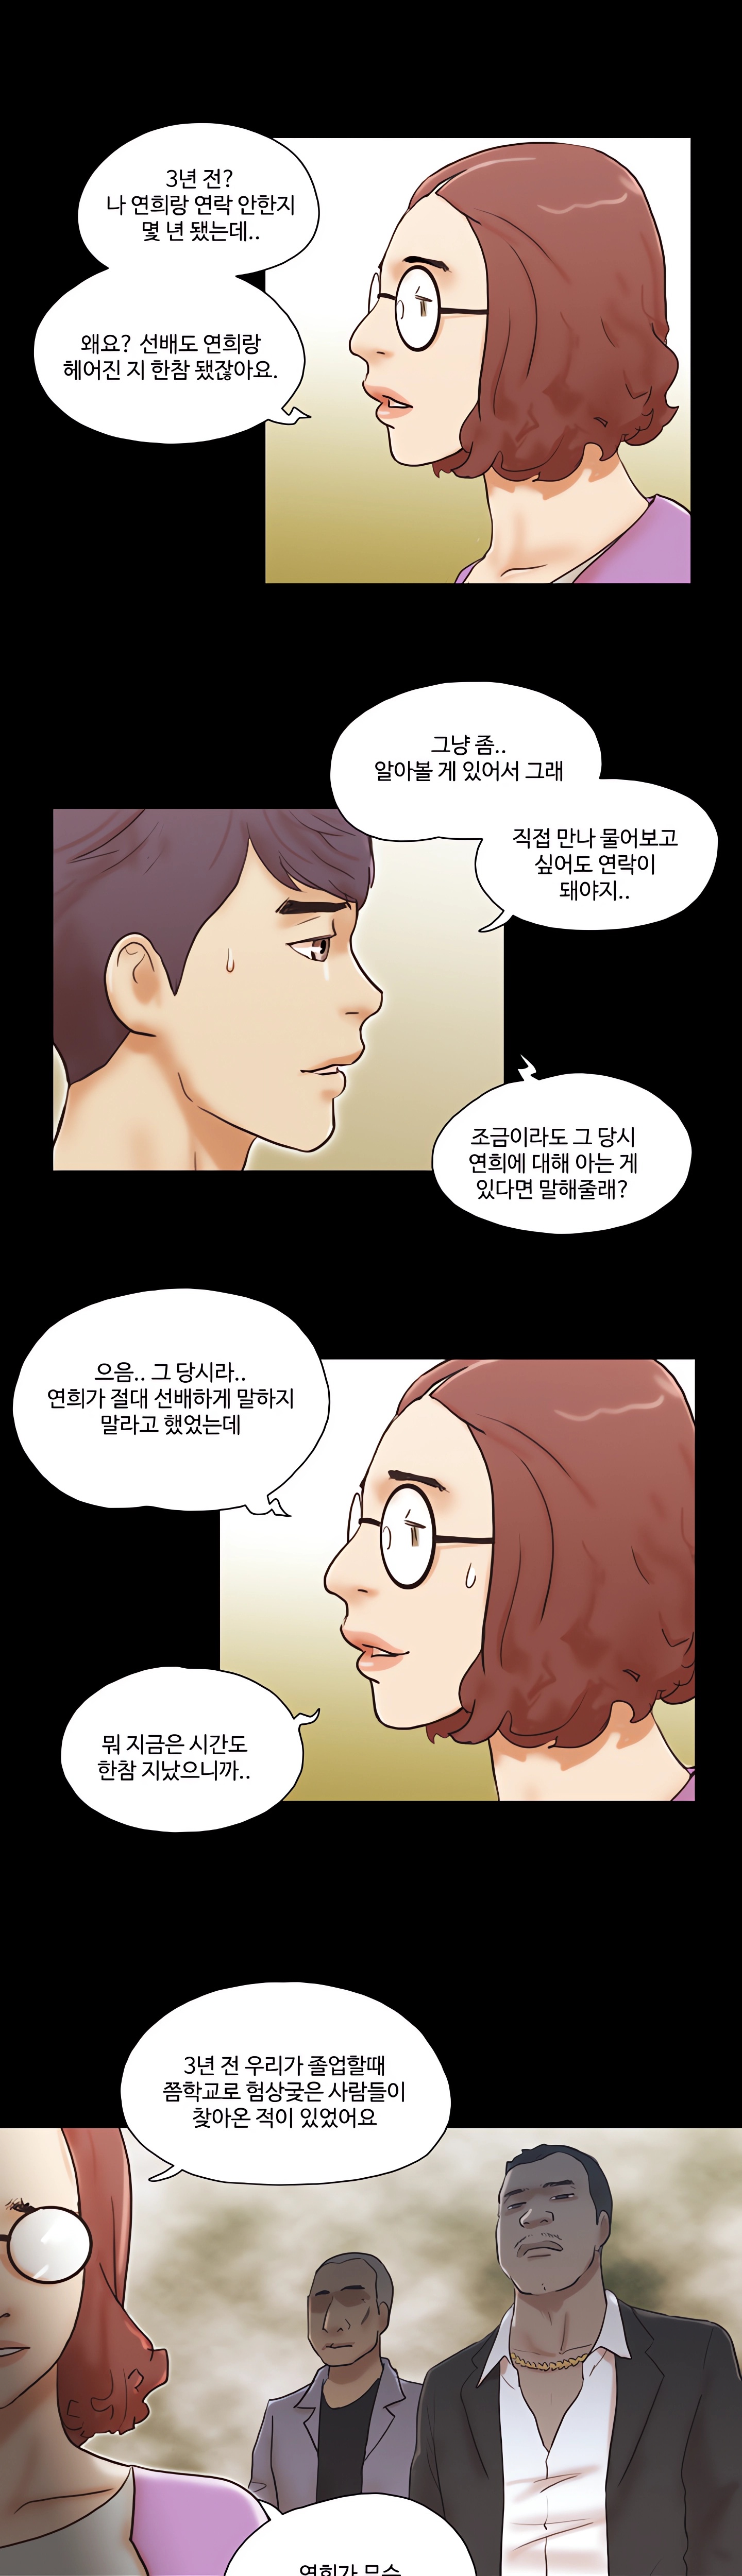 3년 전?
나 연희랑 연락 안한지
몇 년 됐는데..
왜요? 선배도 연희랑
헤어진 지 한참 됐잖아요.
그냥 좀..
알아볼 게 있어서 그래
직접 만나 물어보고
싶어도 연락이
돼야지..
조금이라도 그 당시
연희에 대해 아는 게
있다면 말해줄래?
으음.. 그 당시라..
연희가 절대 선배하게 말하지
말라고 했었는데
뭐 지금은 시간도
한참 지났으니까..
3년 전 우리가 졸업할때
쯤학교로 험상궂은 사람들이
찾아온 적이 있었어요
연희가 무슨